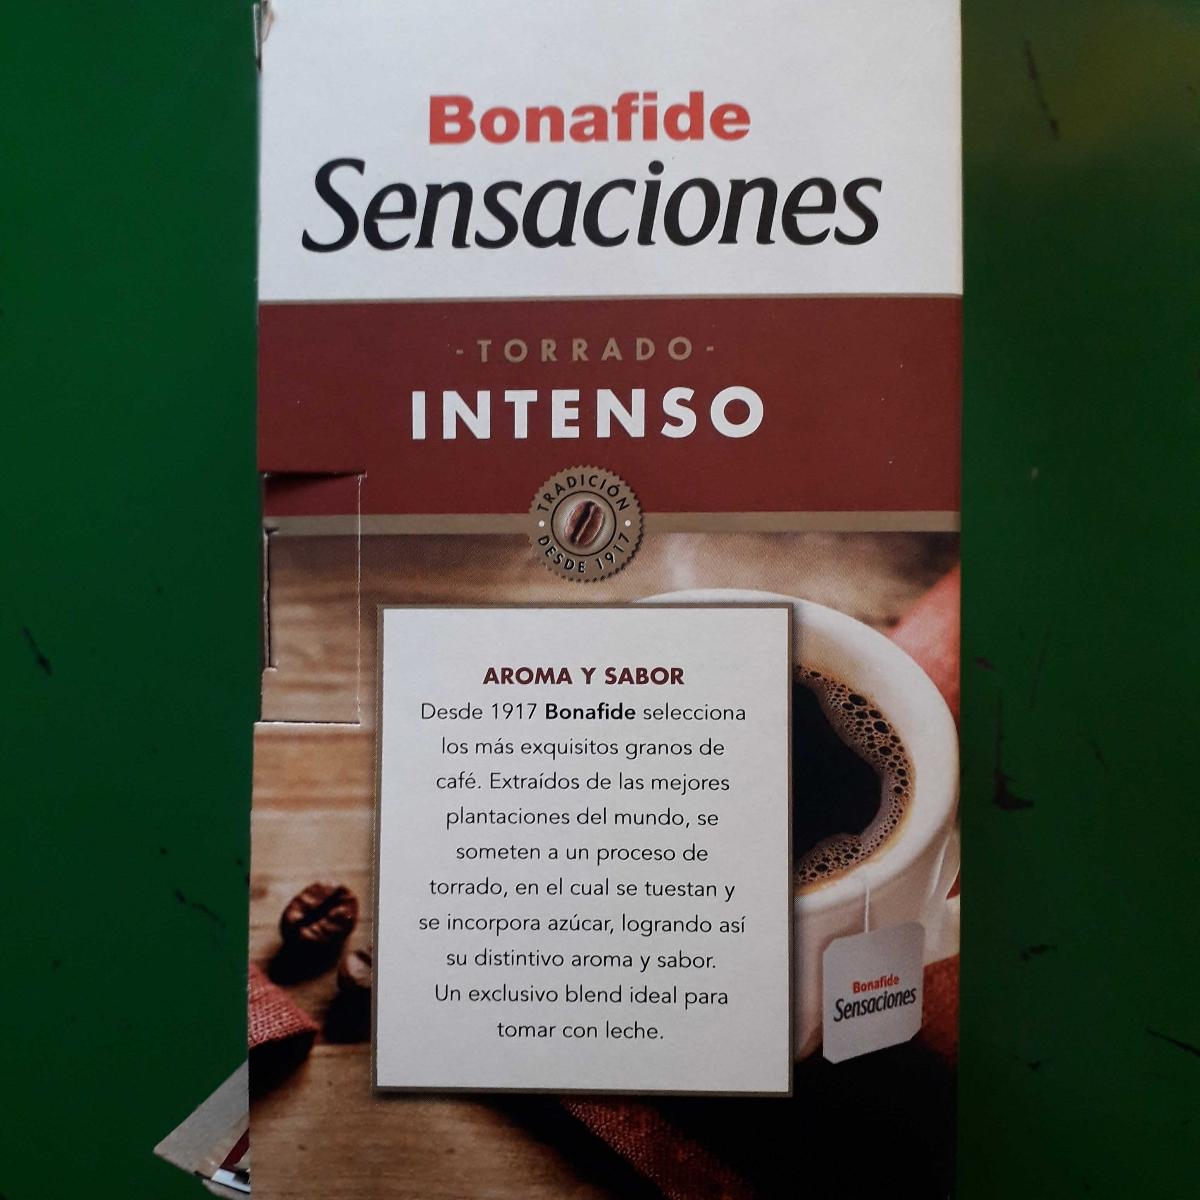 Bonafide
Sensaciones
-TORRADO-
INTENSO
TRADICIÓN
DESDE 1917
AROMA Y SABOR
Desde 1917 Bonafide selecciona
los más exquisitos granos de
café. Extraídos de las mejores
plantaciones del mundo, se
someten a un proceso de
torrado, en el cual se tuestan y
se incorpora azúcar, logrando así
su distintivo aroma y sabor.
Un exclusivo blend ideal para
tomar con leche.
Bonafide
Sensaciones